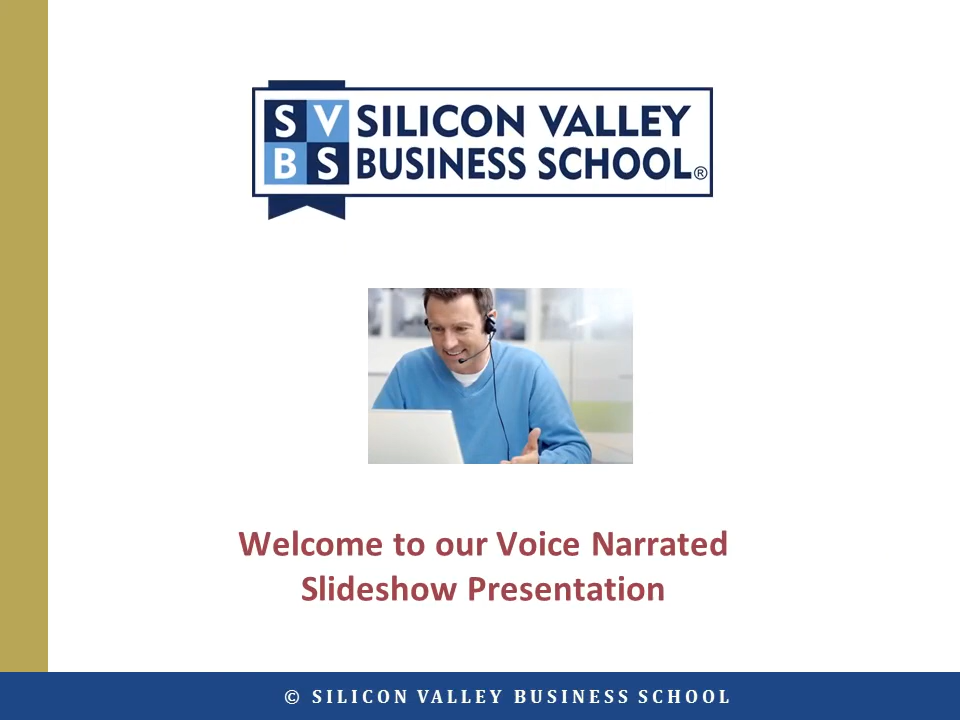 S V
B S
SILICON VALLEY
BUSINESS SCHOOL®
Welcome to our Voice Narrated
Slideshow Presentation
© SILICON VALLEY BUSINESS SCHOOL